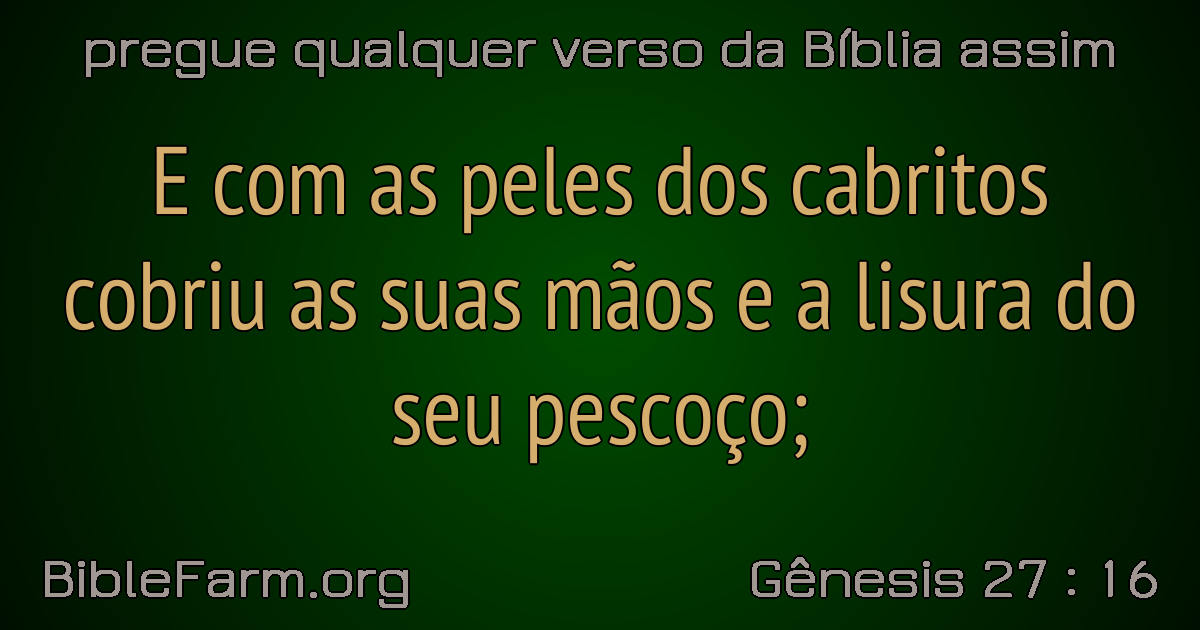 pregue qualquer verso da Bíblia assim
E com as peles dos cabritos
cobriu as suas mãos e a lisura do
seu pescoço;
BibleFarm.org
Gênesis 27 : 16